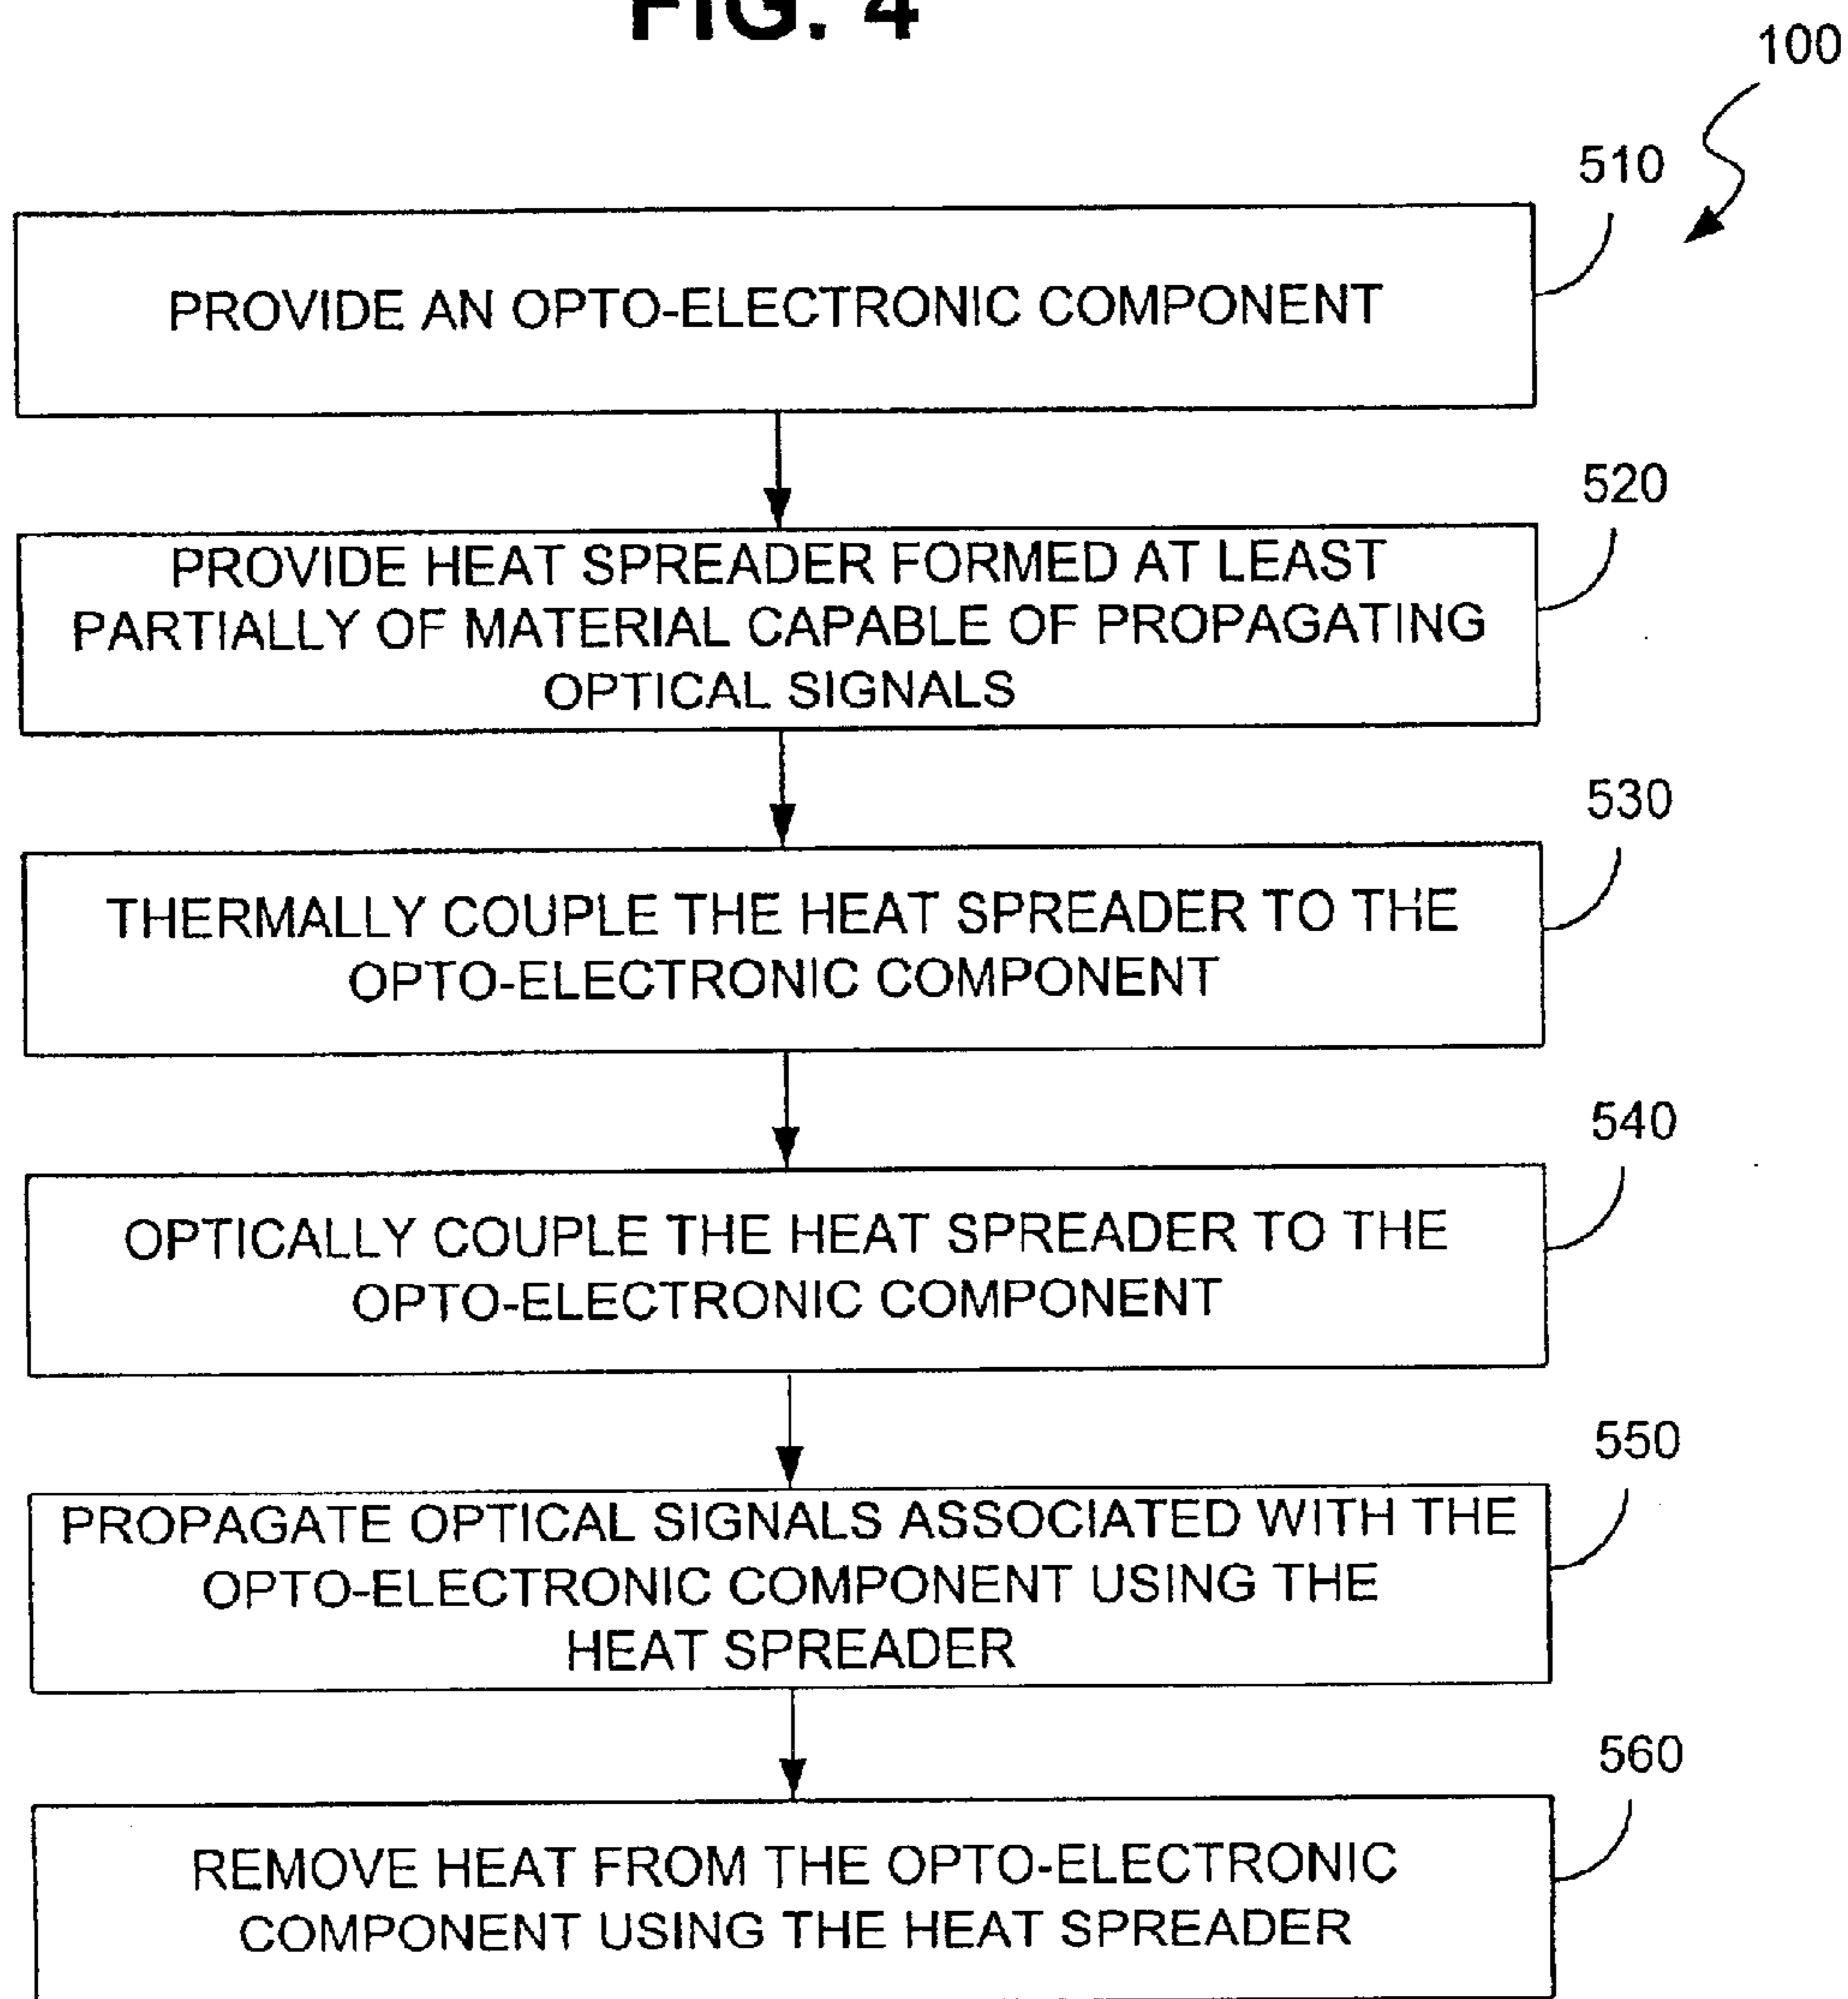 FIG. 4
100
510
PROVIDE AN OPTO-ELECTRONIC COMPONENT
520
PROVIDE HEAT SPREADER FORMED AT LEAST
PARTIALLY OF MATERIAL CAPABLE OF PROPAGATING
OPTICAL SIGNALS
530
THERMALLY COUPLE THE HEAT SPREADER TO THE
OPTO-ELECTRONIC COMPONENT
540
OPTICALLY COUPLE THE HEAT SPREADER TO THE
OPTO-ELECTRONIC COMPONENT
550
PROPAGATE OPTICAL SIGNALS ASSOCIATED WITH THE
OPTO-ELECTRONIC COMPONENT USING THE
HEAT SPREADER
560
REMOVE HEAT FROM THE OPTO-ELECTRONIC
COMPONENT USING THE HEAT SPREADER